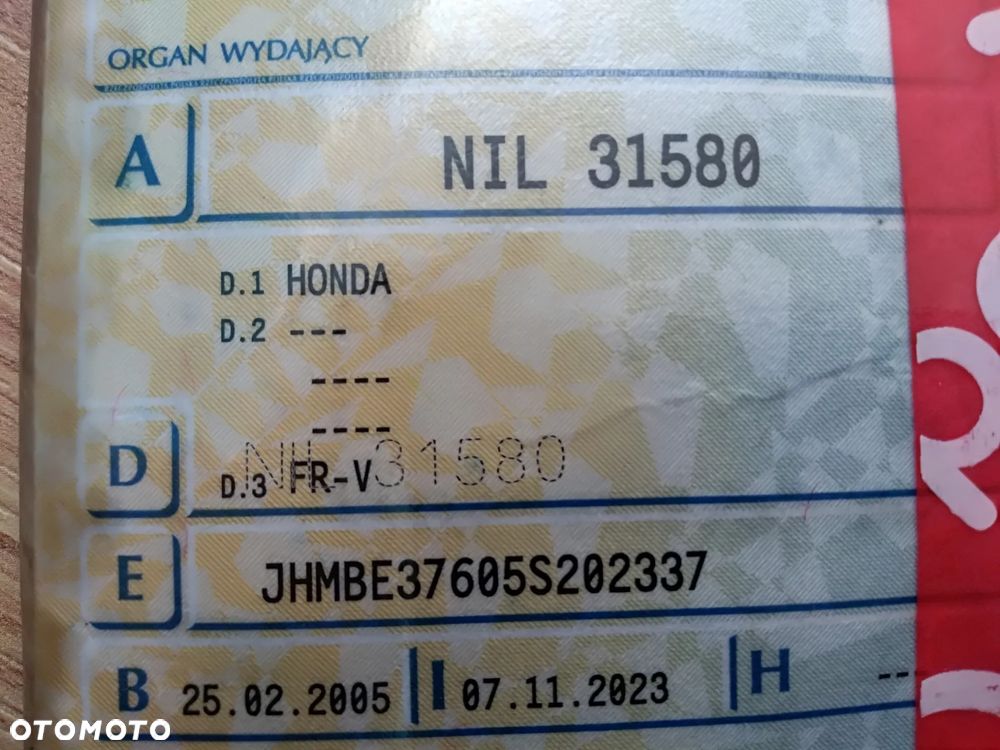 ORGAN WYDAJĄCY
A NIL 31580
D.1 HONDA
D.2 ---
----
----
NIL 31580
D D.3 FR-V
E JHMBE37605S202337
B 25.02.2005 I 07.11.2023 H --
OTOMOTO